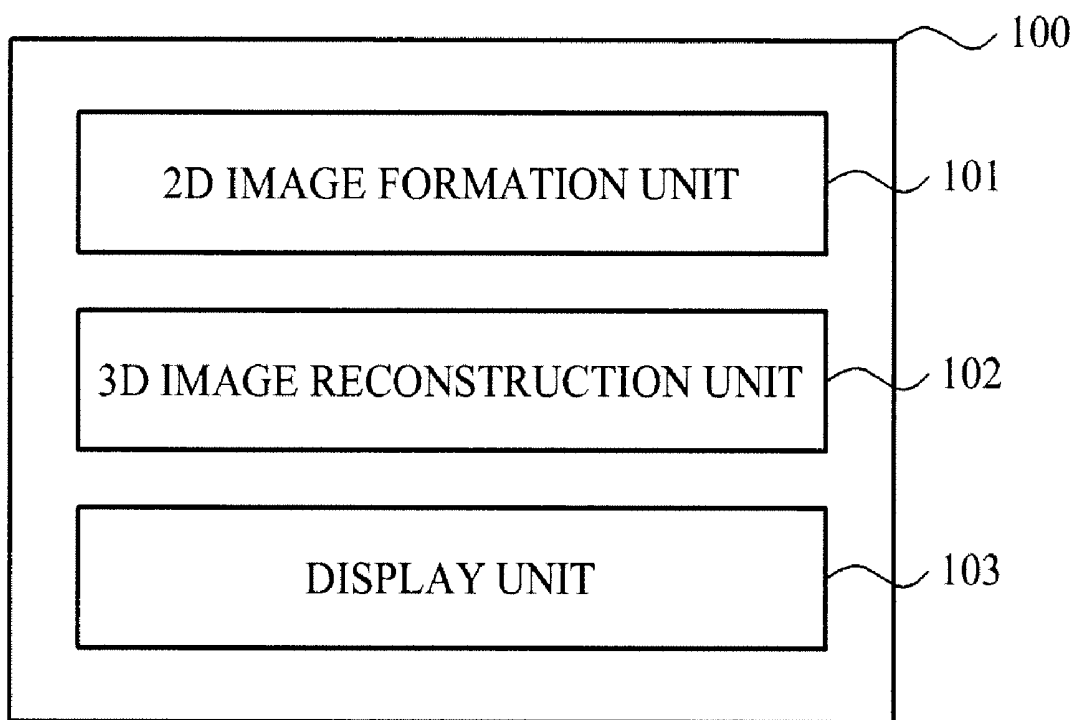 100
2D IMAGE FORMATION UNIT
101
3D IMAGE RECONSTRUCTION UNIT
102
DISPLAY UNIT
103